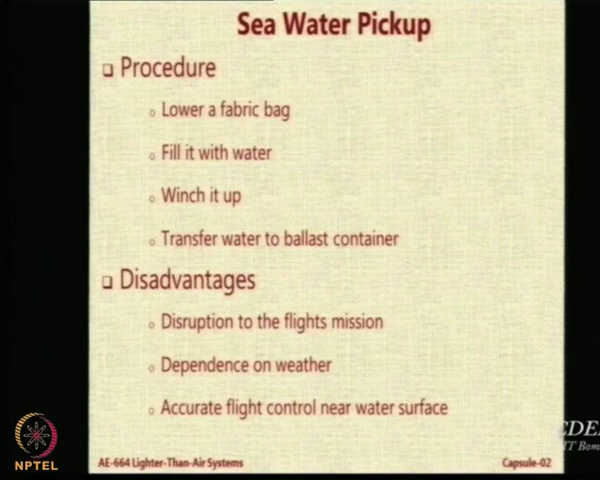 Sea Water Pickup
Procedure
Lower a fabric bag
Fill it with water
Winch it up
Transfer water to ballast container
Disadvantages
Disruption to the flights mission
Dependence on weather
Accurate flight control near water surface
NPTEL
AE-664 Lighter-Than-Air Systems
Capsule-02